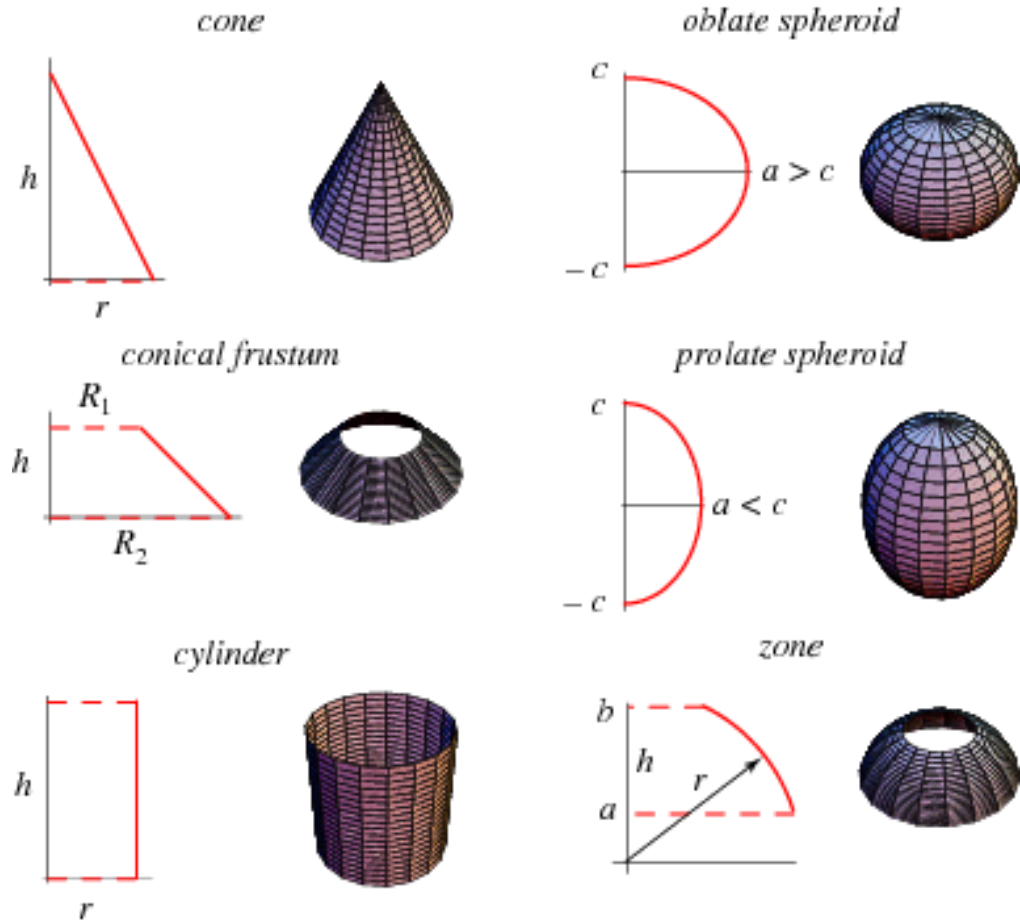 cone
h
r
oblate spheroid
c
a > c
− c
conical frustum
R₁
h
R₂
prolate spheroid
c
a < c
− c
cylinder
h
r
zone
b
h
r
a